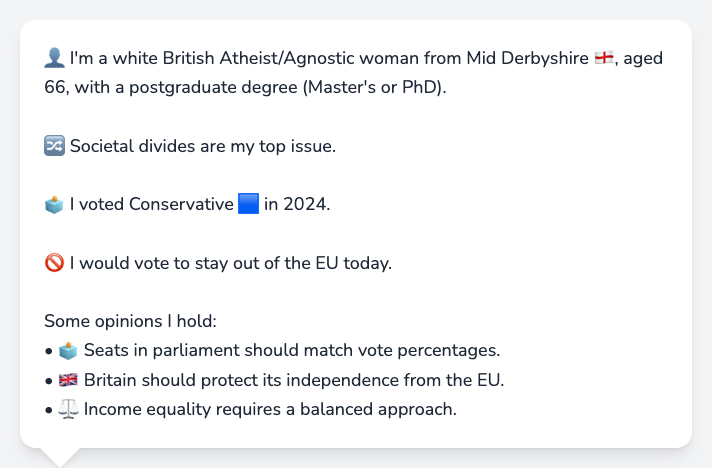 👤 I'm a white British Atheist/Agnostic woman from Mid Derbyshire 🏴󠁧󠁢󠁥󠁮󠁧󠁿, aged
66, with a postgraduate degree (Master's or PhD).
🔀 Societal divides are my top issue.
🗳️ I voted Conservative 🟦 in 2024.
🚫 I would vote to stay out of the EU today.
Some opinions I hold:
• 🗳️ Seats in parliament should match vote percentages.
• 🇬🇧 Britain should protect its independence from the EU.
• ⚖️ Income equality requires a balanced approach.